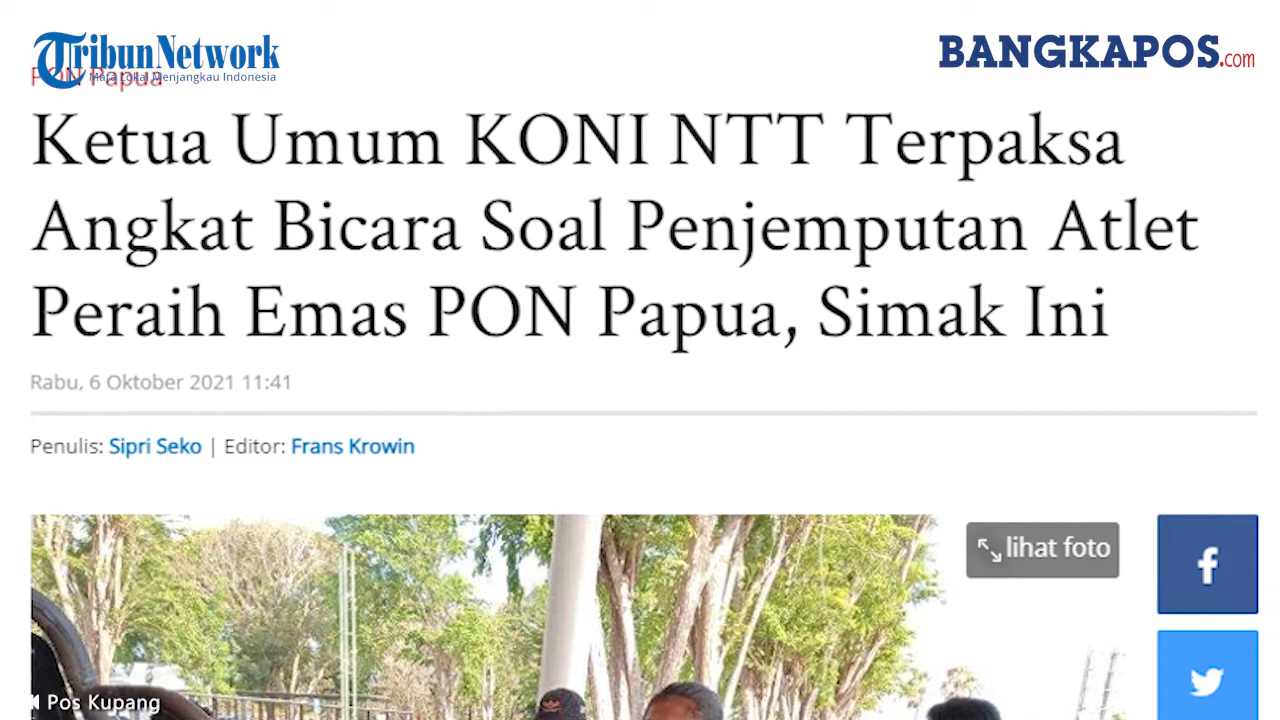 TribunNetwork
Mata Lokal Menjangkau Indonesia
PON Papua
BANGKAPOS.com
Ketua Umum KONI NTT Terpaksa
Angkat Bicara Soal Penjemputan Atlet
Peraih Emas PON Papua, Simak Ini
Rabu, 6 Oktober 2021 11:41
Penulis: Sipri Seko | Editor: Frans Krowin
lihat foto
Pos Kupang